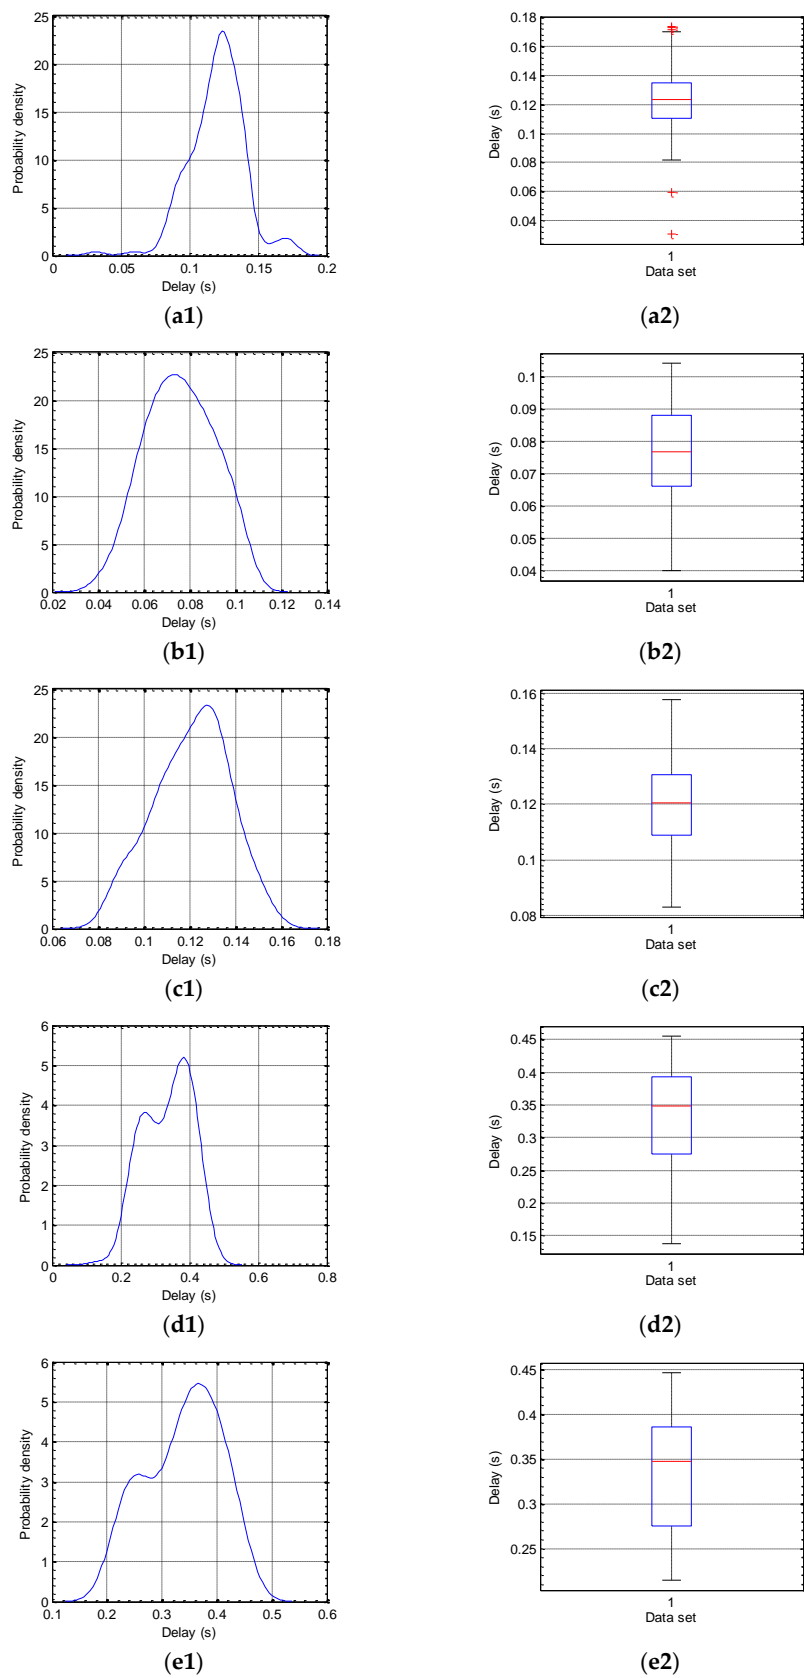 25
20
15
10
5
0
0 0.05 0.1 0.15 0.2
Probability density
Delay (s)
(a1)
0.18
0.16
0.14
0.12
0.1
0.08
0.06
0.04
1
Delay (s)
Data set
(a2)
25
20
15
10
5
0
0.02 0.04 0.06 0.08 0.1 0.12 0.14
Probability density
Delay (s)
(b1)
0.1
0.09
0.08
0.07
0.06
0.05
0.04
1
Delay (s)
Data set
(b2)
25
20
15
10
5
0
0.06 0.08 0.1 0.12 0.14 0.16 0.18
Probability density
Delay (s)
(c1)
0.16
0.14
0.12
0.1
0.08
1
Delay (s)
Data set
(c2)
6
5
4
3
2
1
0
0 0.2 0.4 0.6 0.8
Probability density
Delay (s)
(d1)
0.45
0.4
0.35
0.3
0.25
0.2
0.15
1
Delay (s)
Data set
(d2)
6
5
4
3
2
1
0
0.1 0.2 0.3 0.4 0.5 0.6
Probability density
Delay (s)
(e1)
0.45
0.4
0.35
0.3
0.25
1
Delay (s)
Data set
(e2)